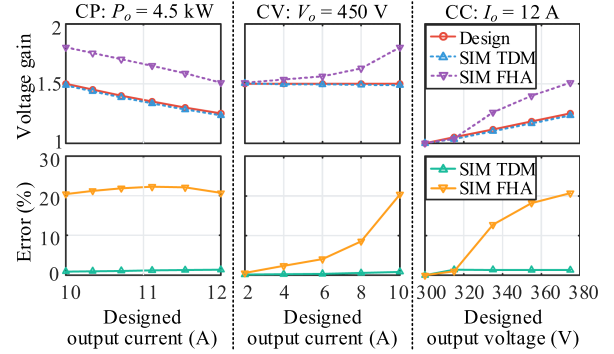 CP: Pₒ = 4.5 kW
CV: Vₒ = 450 V
CC: Iₒ = 12 A
Voltage gain
2
1.5
1
Design
SIM TDM
SIM FHA
Error (%)
30
20
10
0
SIM TDM
SIM FHA
10 11 12
2 4 6 8 10
300 320 340 360 380
Designed
output current (A)
Designed
output current (A)
Designed
output voltage (V)